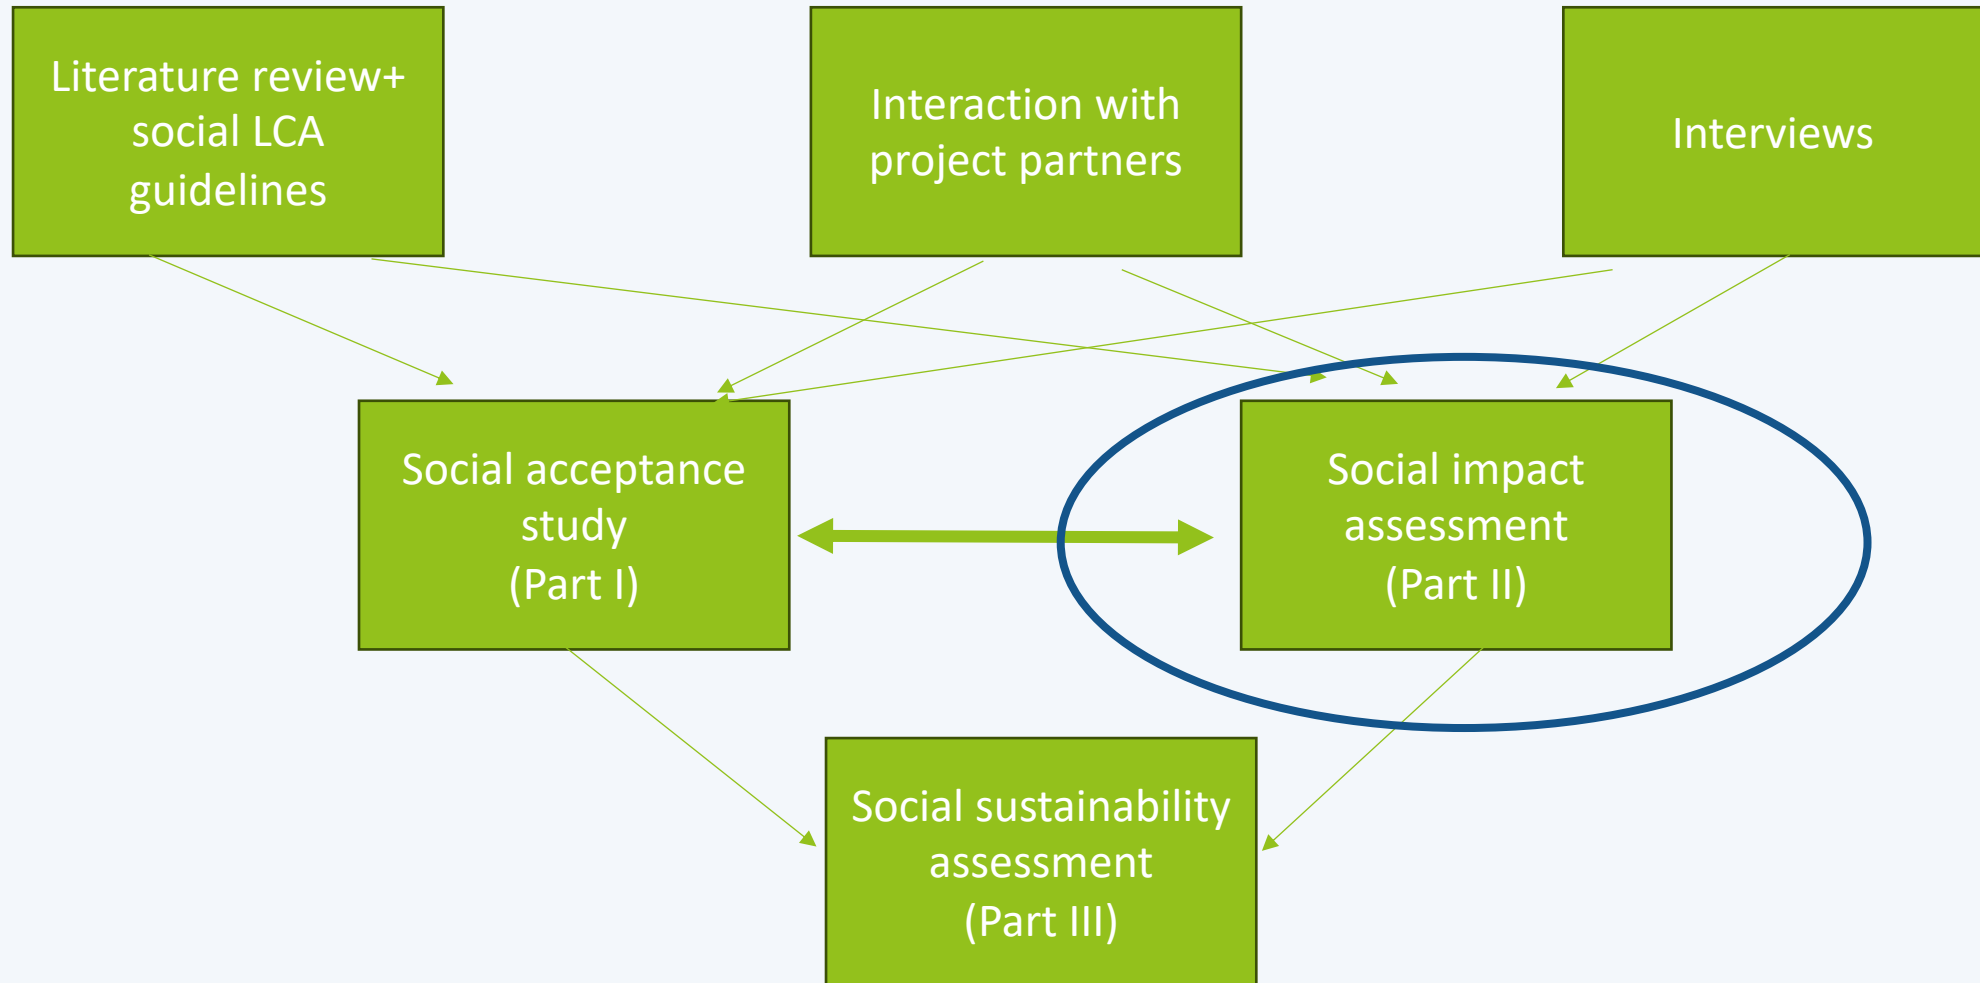 Literature review+
social LCA
guidelines
Interaction with
project partners
Interviews
Social acceptance
study
(Part I)
Social impact
assessment
(Part II)
Social sustainability
assessment
(Part III)